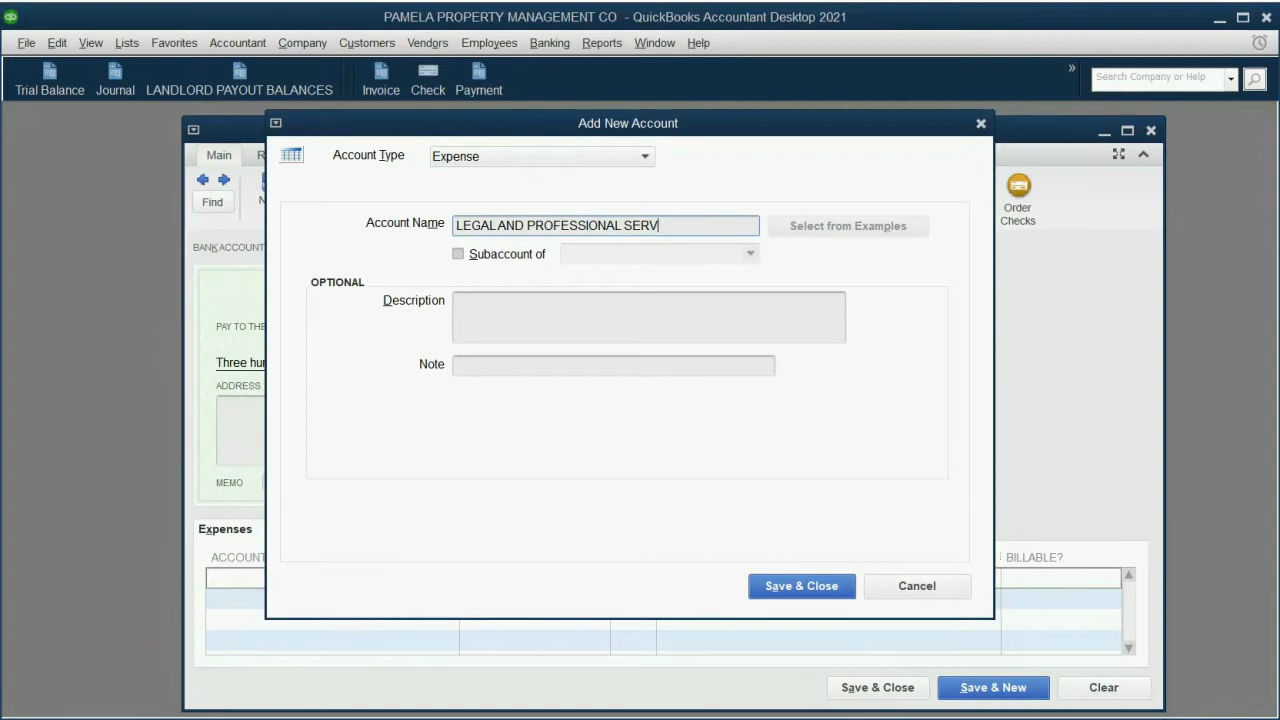 qb
PAMELA PROPERTY MANAGEMENT CO - QuickBooks Accountant Desktop 2021
File Edit View Lists Favorites Accountant Company Customers Vendors Employees Banking Reports Window Help
Trial Balance Journal LANDLORD PAYOUT BALANCES Invoice Check Payment » Search Company or Help
Add New Account
Main
Account Type Expense
Find
Order
Checks
Account Name LEGAL AND PROFESSIONAL SERV Select from Examples
BANK ACCOUNT
Subaccount of
OPTIONAL
Description
PAY TO THE
Three hun
Note
ADDRESS
MEMO
Expenses
ACCOUNT BILLABLE?
Save & Close Cancel
Save & Close Save & New Clear